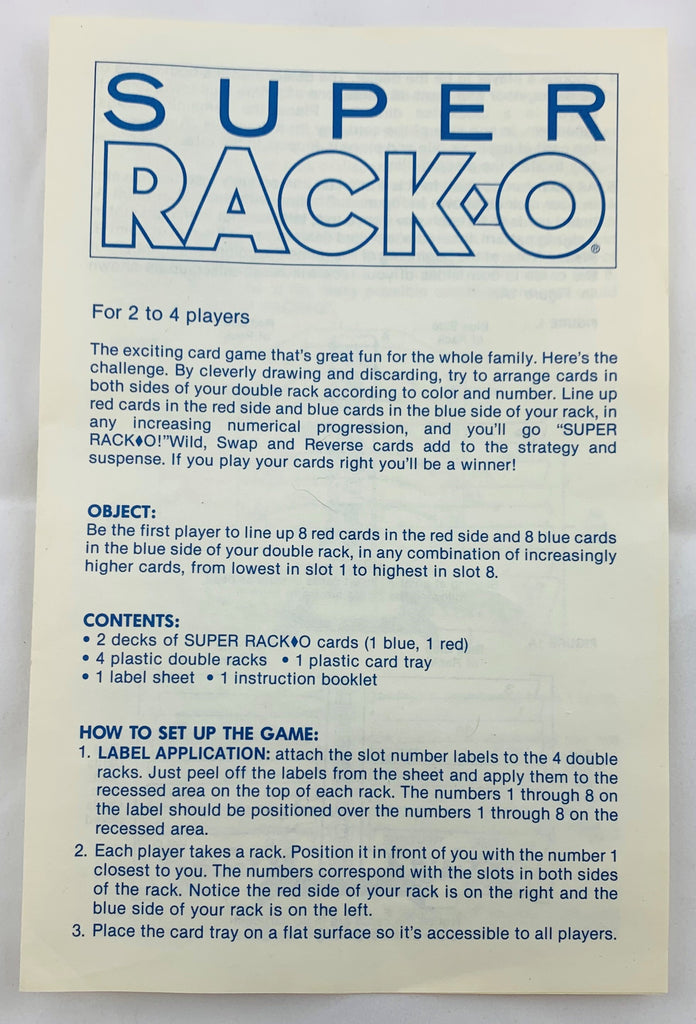 SUPER
RACK♦O®
For 2 to 4 players
The exciting card game that's great fun for the whole family. Here's the
challenge. By cleverly drawing and discarding, try to arrange cards in
both sides of your double rack according to color and number. Line up
red cards in the red side and blue cards in the blue side of your rack, in
any increasing numerical progression, and you'll go “SUPER
RACK♦O!”Wild, Swap and Reverse cards add to the strategy and
suspense. If you play your cards right you'll be a winner!
OBJECT:
Be the first player to line up 8 red cards in the red side and 8 blue cards
in the blue side of your double rack, in any combination of increasingly
higher cards, from lowest in slot 1 to highest in slot 8.
CONTENTS:
• 2 decks of SUPER RACK♦O cards (1 blue, 1 red)
• 4 plastic double racks • 1 plastic card tray
• 1 label sheet • 1 instruction booklet
HOW TO SET UP THE GAME:
1. LABEL APPLICATION: attach the slot number labels to the 4 double
racks. Just peel off the labels from the sheet and apply them to the
recessed area on the top of each rack. The numbers 1 through 8 on
the label should be positioned over the numbers 1 through 8 on the
recessed area.
2. Each player takes a rack. Position it in front of you with the number 1
closest to you. The numbers correspond with the slots in both sides
of the rack. Notice the red side of your rack is on the right and the
blue side of your rack is on the left.
3. Place the card tray on a flat surface so it's accessible to all players.